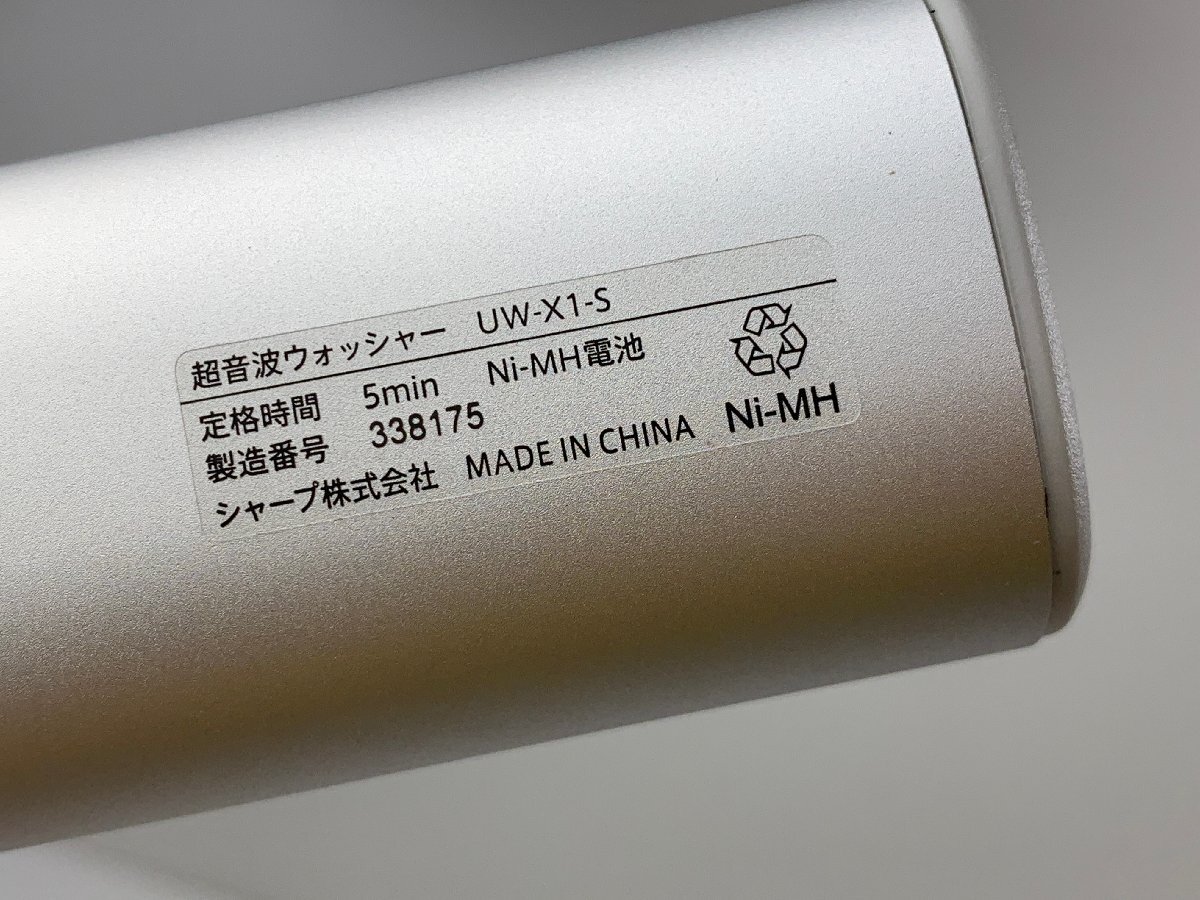 超音波ウォッシャー UW-X1-S
定格時間 5min Ni-MH電池
製造番号 338175
シャープ株式会社 MADE IN CHINA
Ni-MH